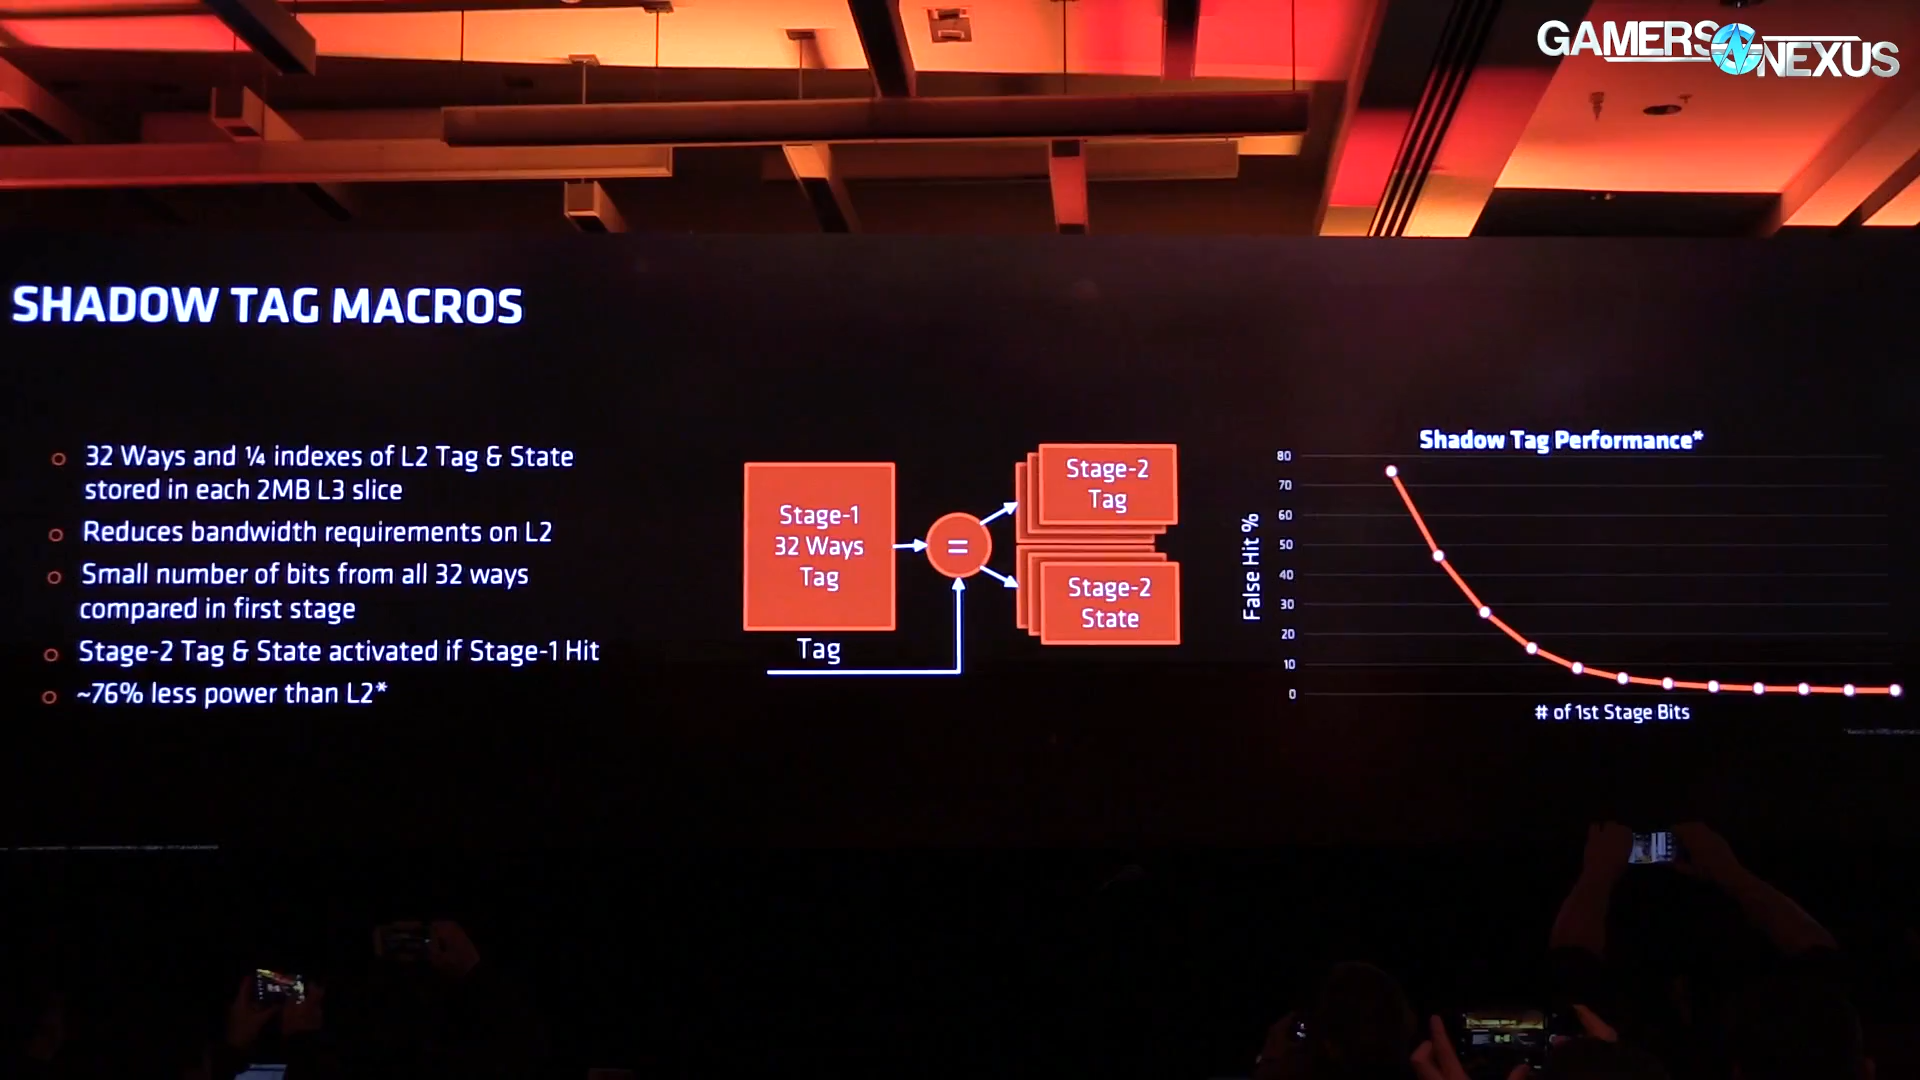 GAMERS NEXUS
SHADOW TAG MACROS
32 Ways and ¼ indexes of L2 Tag & State
stored in each 2MB L3 slice
Reduces bandwidth requirements on L2
Small number of bits from all 32 ways
compared in first stage
Stage-2 Tag & State activated if Stage-1 Hit
~76% less power than L2*
Stage-1
32 Ways
Tag
Tag
=
Stage-2
Tag
Stage-2
State
Shadow Tag Performance*
False Hit %
80
70
60
50
40
30
20
10
0
# of 1st Stage Bits